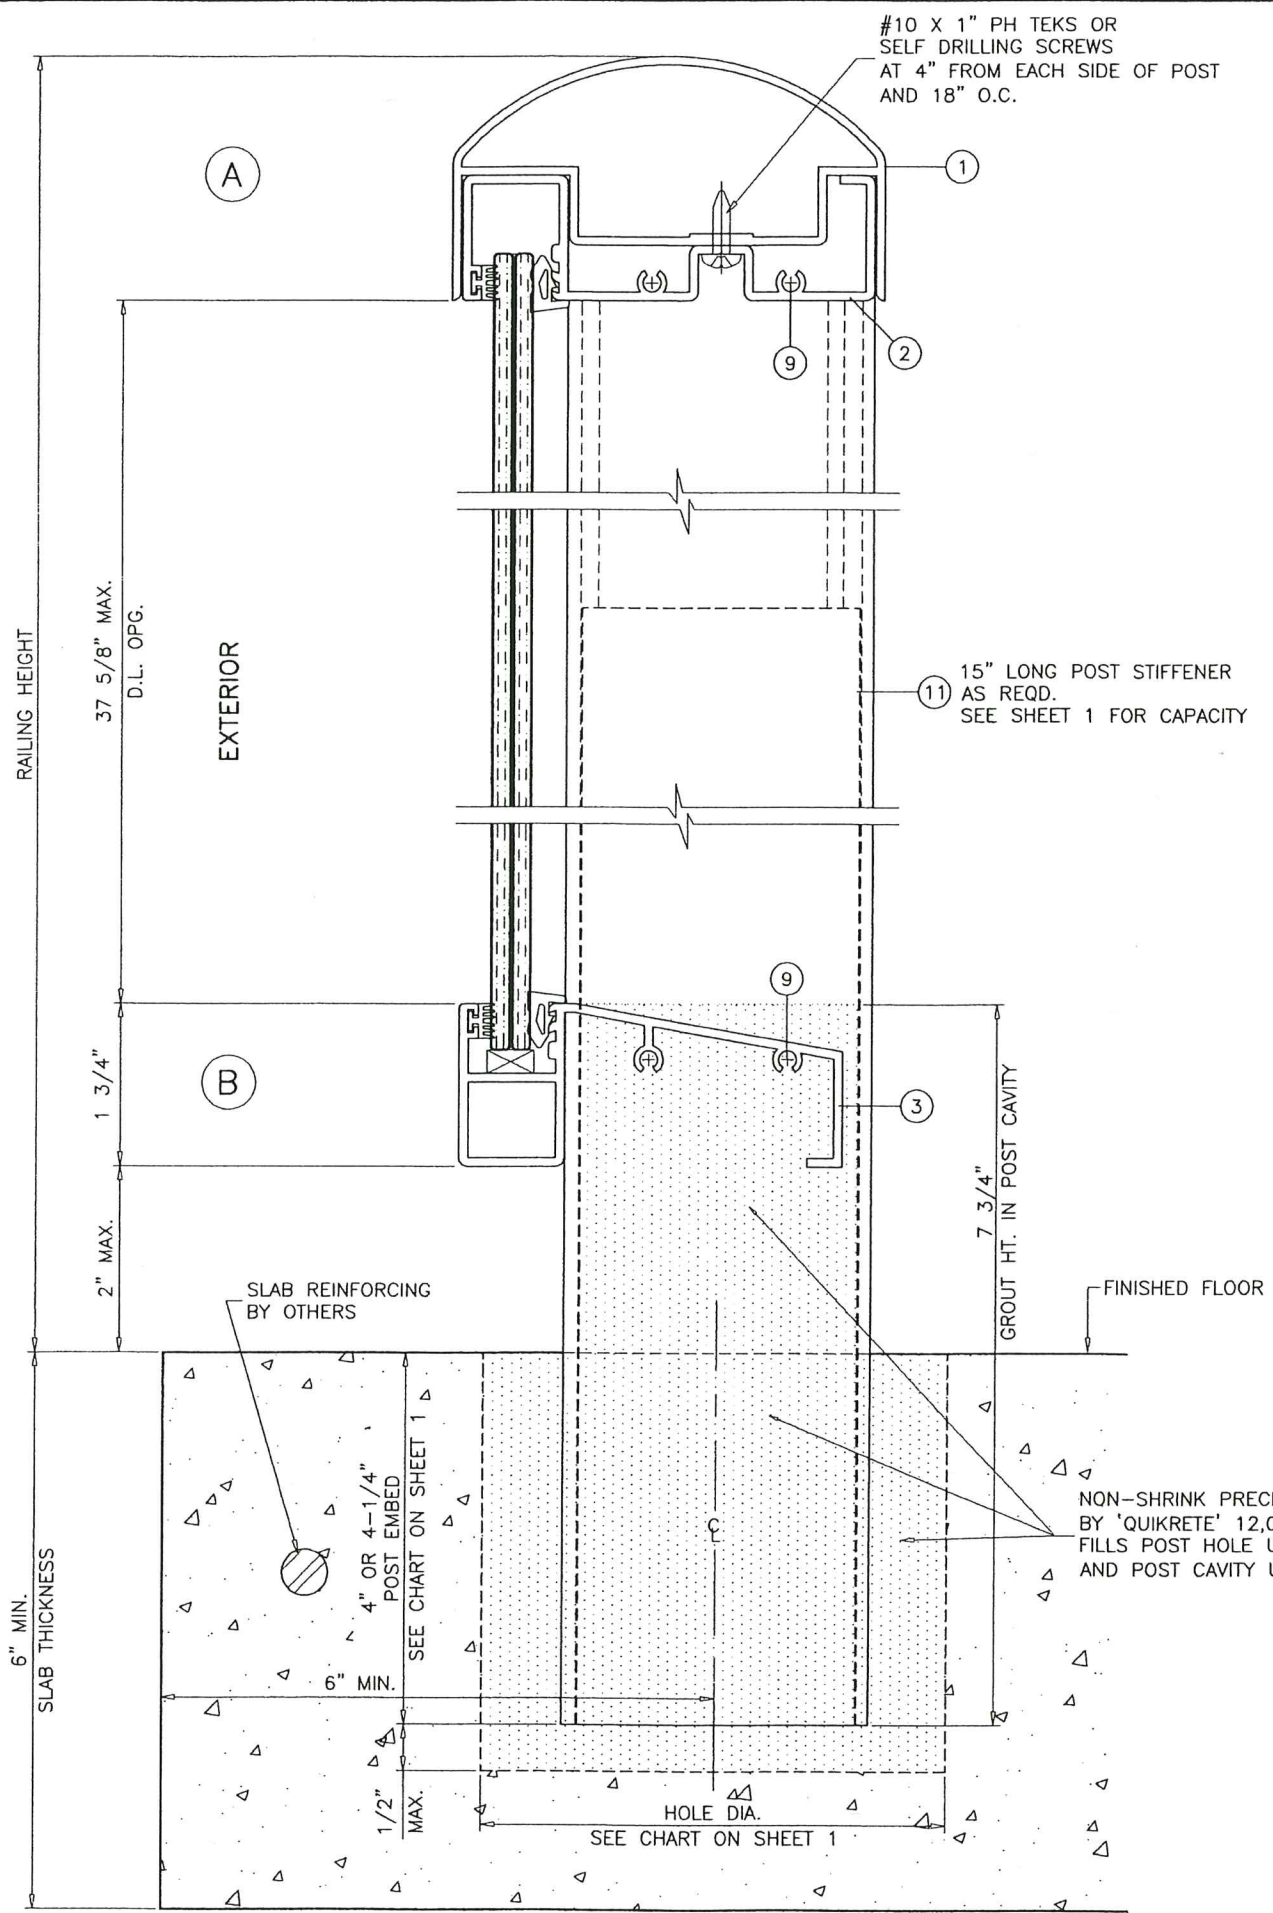 #10 X 1" PH TEKS OR
SELF DRILLING SCREWS
AT 4" FROM EACH SIDE OF POST
AND 18" O.C.
A
1
2
9
RAILING HEIGHT
37 5/8" MAX.
D.L. OPG.
EXTERIOR
11
15" LONG POST STIFFENER
AS REQD.
SEE SHEET 1 FOR CAPACITY
9
B
1 3/4"
3
7 3/4"
GROUT HT. IN POST CAVITY
2" MAX.
SLAB REINFORCING
BY OTHERS
FINISHED FLOOR
4" OR 4-1/4"
POST EMBED
SEE CHART ON SHEET 1
℄
NON-SHRINK PRECI
BY 'QUIKRETE' 12,0
FILLS POST HOLE U
AND POST CAVITY U
6" MIN.
SLAB THICKNESS
6" MIN.
1/2"
MAX.
HOLE DIA.
SEE CHART ON SHEET 1